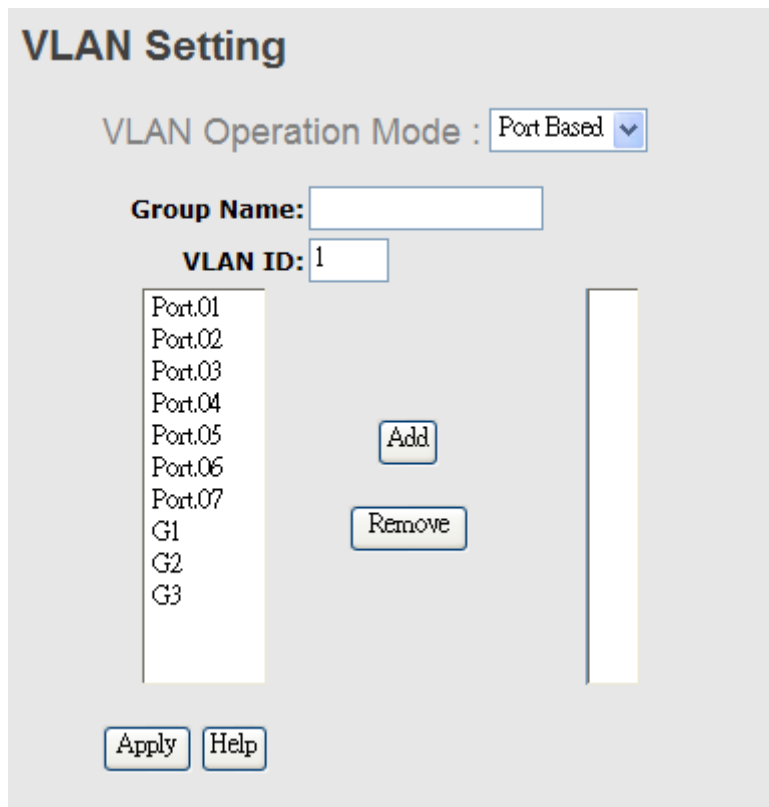 VLAN Setting
VLAN Operation Mode : Port Based
Group Name:
VLAN ID: 1
Port.01
Port.02
Port.03
Port.04
Port.05
Port.06
Port.07
G1
G2
G3
Add
Remove
Apply Help